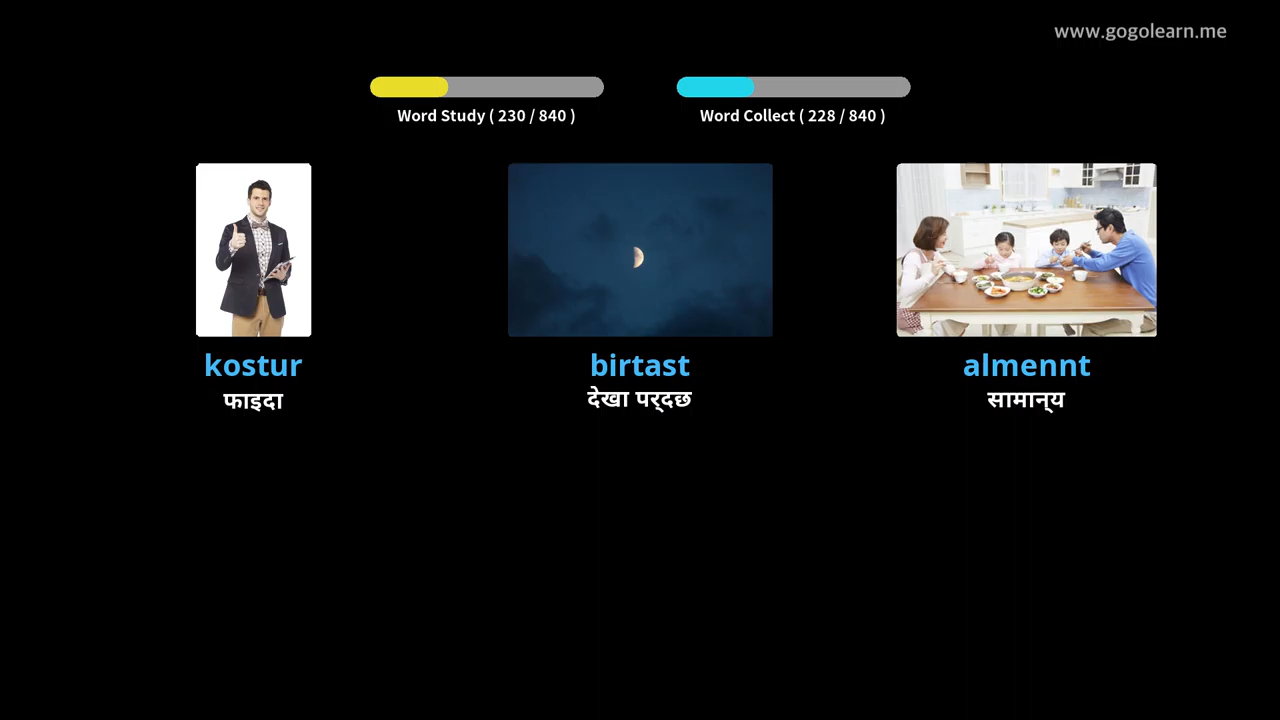 www.gogolearn.me
Word Study ( 230 / 840 )
Word Collect ( 228 / 840 )
kostur
फाइदा
birtast
देखा पर्‌दछ
almennt
सामान्‌य